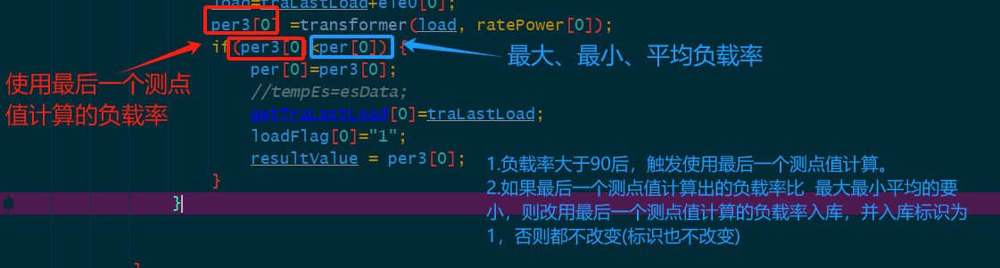 load=traLastLoad+ele0[0];
per3[0] =transformer(load, ratePower[0]);
if(per3[0]<per[0]) {
最大、最小、平均负载率
使用最后一个测点
值计算的负载率
per[0]=per3[0];
//tempEs=esData;
getTraLastLoad[0]=traLastLoad;
loadFlag[0]="1";
resultValue = per3[0];
}
}
1.负载率大于90后，触发使用最后一个测点值计算。
2.如果最后一个测点值计算出的负载率比 最大最小平均的要
小，则改用最后一个测点值计算的负载率入库，并入库标识为
1，否则都不改变(标识也不改变)